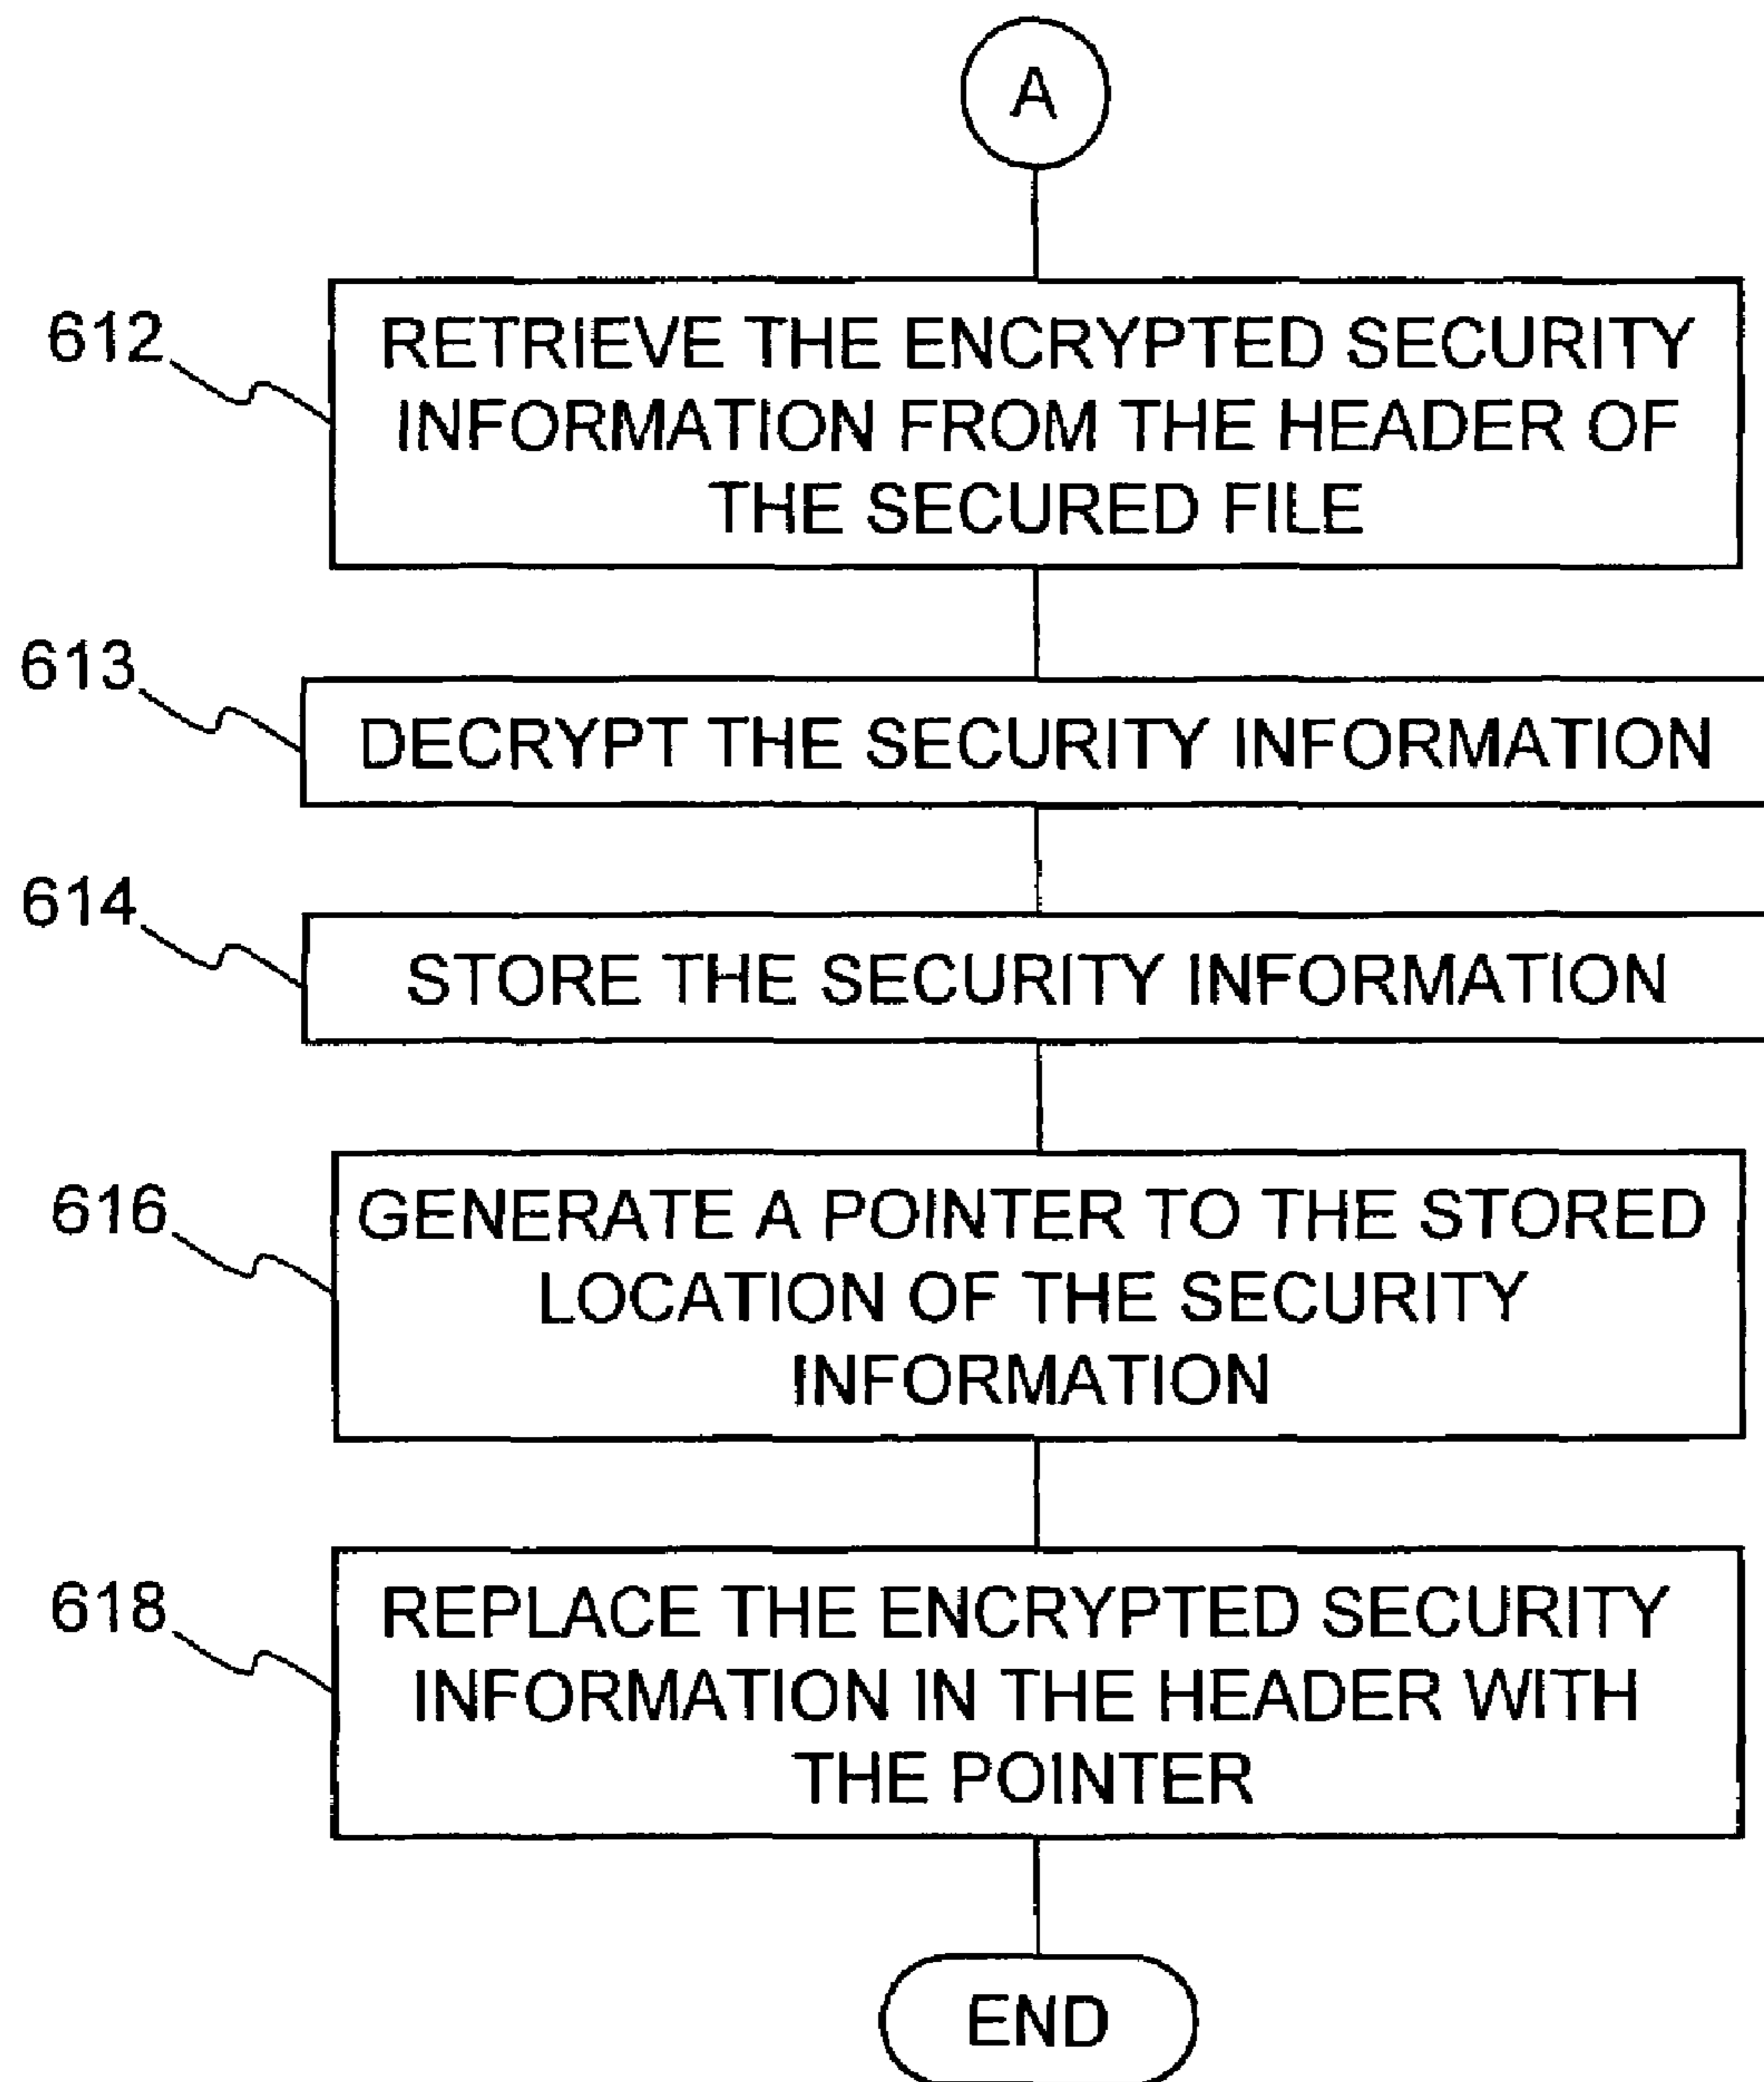 A
612
RETRIEVE THE ENCRYPTED SECURITY
INFORMATION FROM THE HEADER OF
THE SECURED FILE
613
DECRYPT THE SECURITY INFORMATION
614
STORE THE SECURITY INFORMATION
616
GENERATE A POINTER TO THE STORED
LOCATION OF THE SECURITY
INFORMATION
618
REPLACE THE ENCRYPTED SECURITY
INFORMATION IN THE HEADER WITH
THE POINTER
END